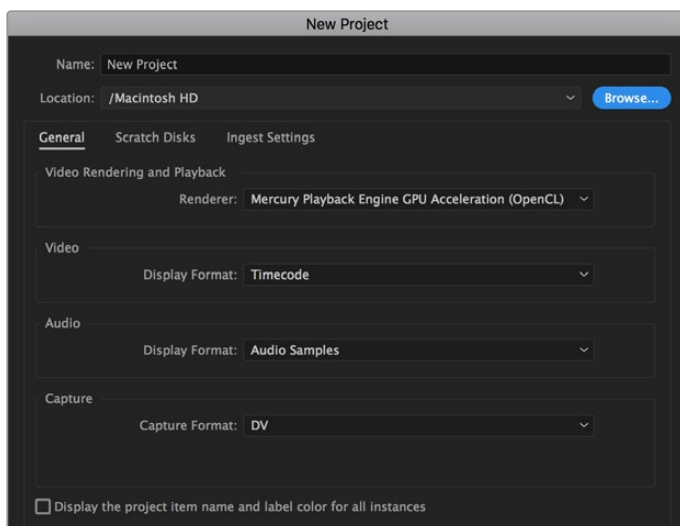 New Project
Name: New Project
Location: /Macintosh HD Browse...
General Scratch Disks Ingest Settings
Video Rendering and Playback
Renderer: Mercury Playback Engine GPU Acceleration (OpenCL)
Video
Display Format: Timecode
Audio
Display Format: Audio Samples
Capture
Capture Format: DV
Display the project item name and label color for all instances